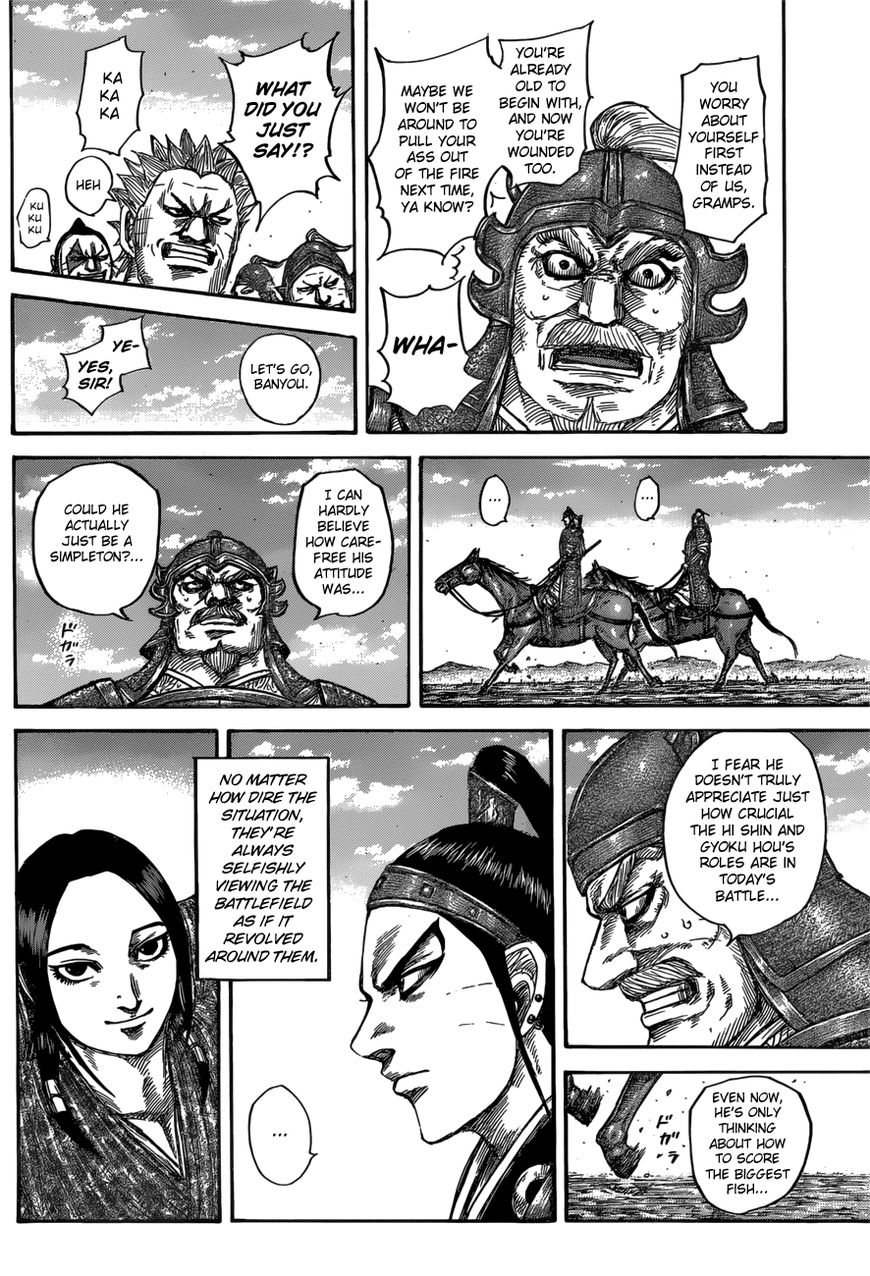 YOU
WORRY
ABOUT
YOURSELF
FIRST
INSTEAD
OF US,
GRAMPS.
YOU'RE
ALREADY
OLD TO
BEGIN WITH,
AND NOW
YOU'RE
WOUNDED
TOO.
MAYBE WE
WON'T BE
AROUND TO
PULL YOUR
ASS OUT
OF THE FIRE
NEXT TIME,
YA KNOW?
WHA-
WHAT
DID YOU
JUST
SAY!?
KA
KA
KA
HEH
KU
KU
KU
LET'S GO,
BANYOU.
YE-
YES,
SIR!
...
...
I CAN
HARDLY
BELIEVE
HOW CARE-
FREE HIS
ATTITUDE
WAS...
COULD HE
ACTUALLY
JUST BE A
SIMPLETON?...
ドガラ
I FEAR HE
DOESN'T TRULY
APPRECIATE JUST
HOW CRUCIAL
THE HI SHIN AND
GYOKU HOU'S
ROLES ARE IN
TODAY'S
BATTLE...
EVEN NOW,
HE'S ONLY
THINKING
ABOUT HOW
TO SCORE
THE BIGGEST
FISH...
ドガラ
NO MATTER
HOW DIRE THE
SITUATION,
THEY'RE
ALWAYS
SELFISHLY
VIEWING THE
BATTLEFIELD
AS IF IT
REVOLVED
AROUND THEM.
...